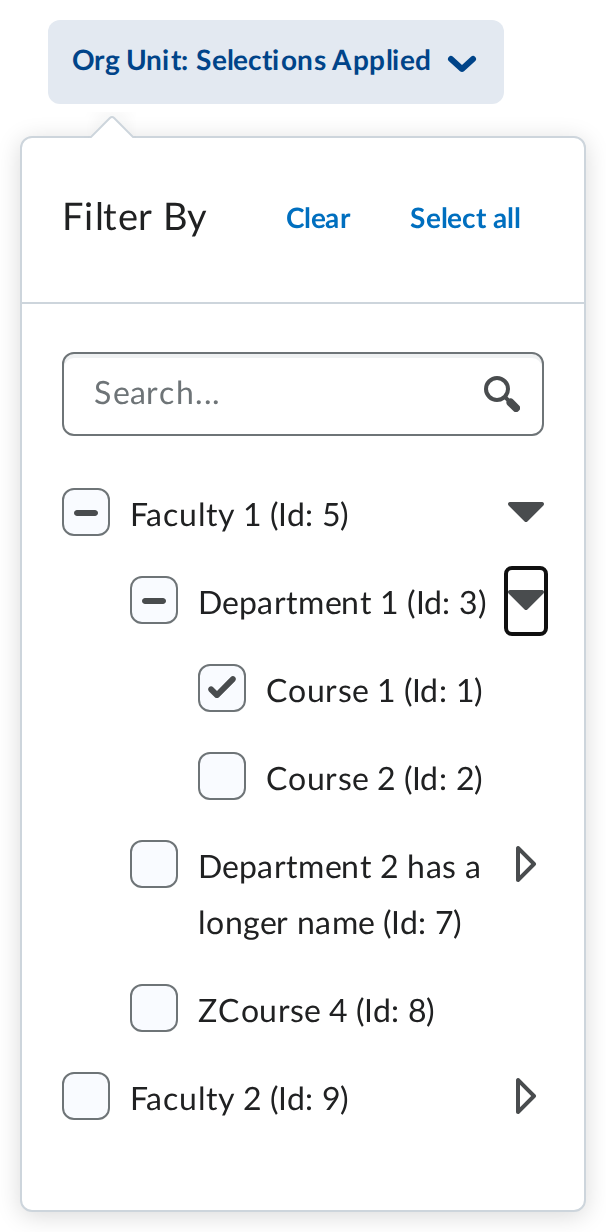 Org Unit: Selections Applied
Filter By Clear Select all
Search...
Faculty 1 (Id: 5)
Department 1 (Id: 3)
Course 1 (Id: 1)
Course 2 (Id: 2)
Department 2 has a
longer name (Id: 7)
ZCourse 4 (Id: 8)
Faculty 2 (Id: 9)